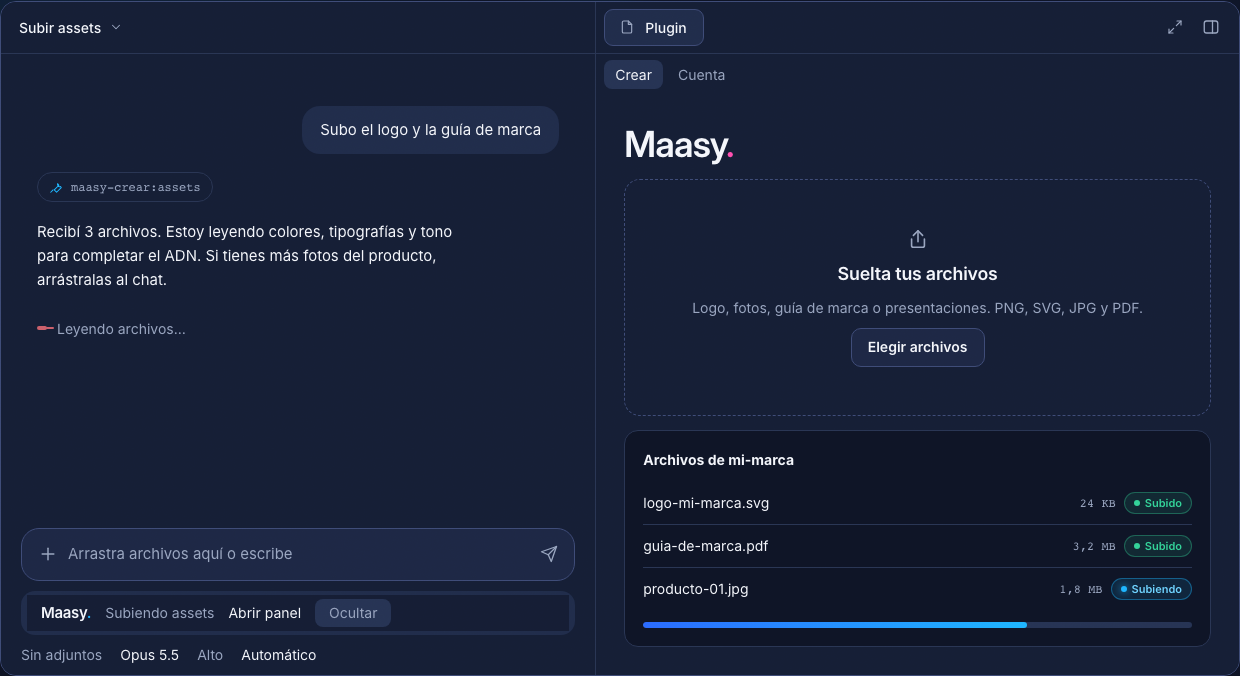 Subir assets
Subo el logo y la guía de marca
maasy-crear:assets
Recibí 3 archivos. Estoy leyendo colores, tipografías y tono
para completar el ADN. Si tienes más fotos del producto,
arrástralas al chat.
Leyendo archivos...
Arrastra archivos aquí o escribe
Maasy. Subiendo assets Abrir panel Ocultar
Sin adjuntos Opus 5.5 Alto Automático
Plugin
Crear Cuenta
Maasy.
Suelta tus archivos
Logo, fotos, guía de marca o presentaciones. PNG, SVG, JPG y PDF.
Elegir archivos
Archivos de mi-marca
logo-mi-marca.svg 24 KB Subido
guia-de-marca.pdf 3,2 MB Subido
producto-01.jpg 1,8 MB Subiendo